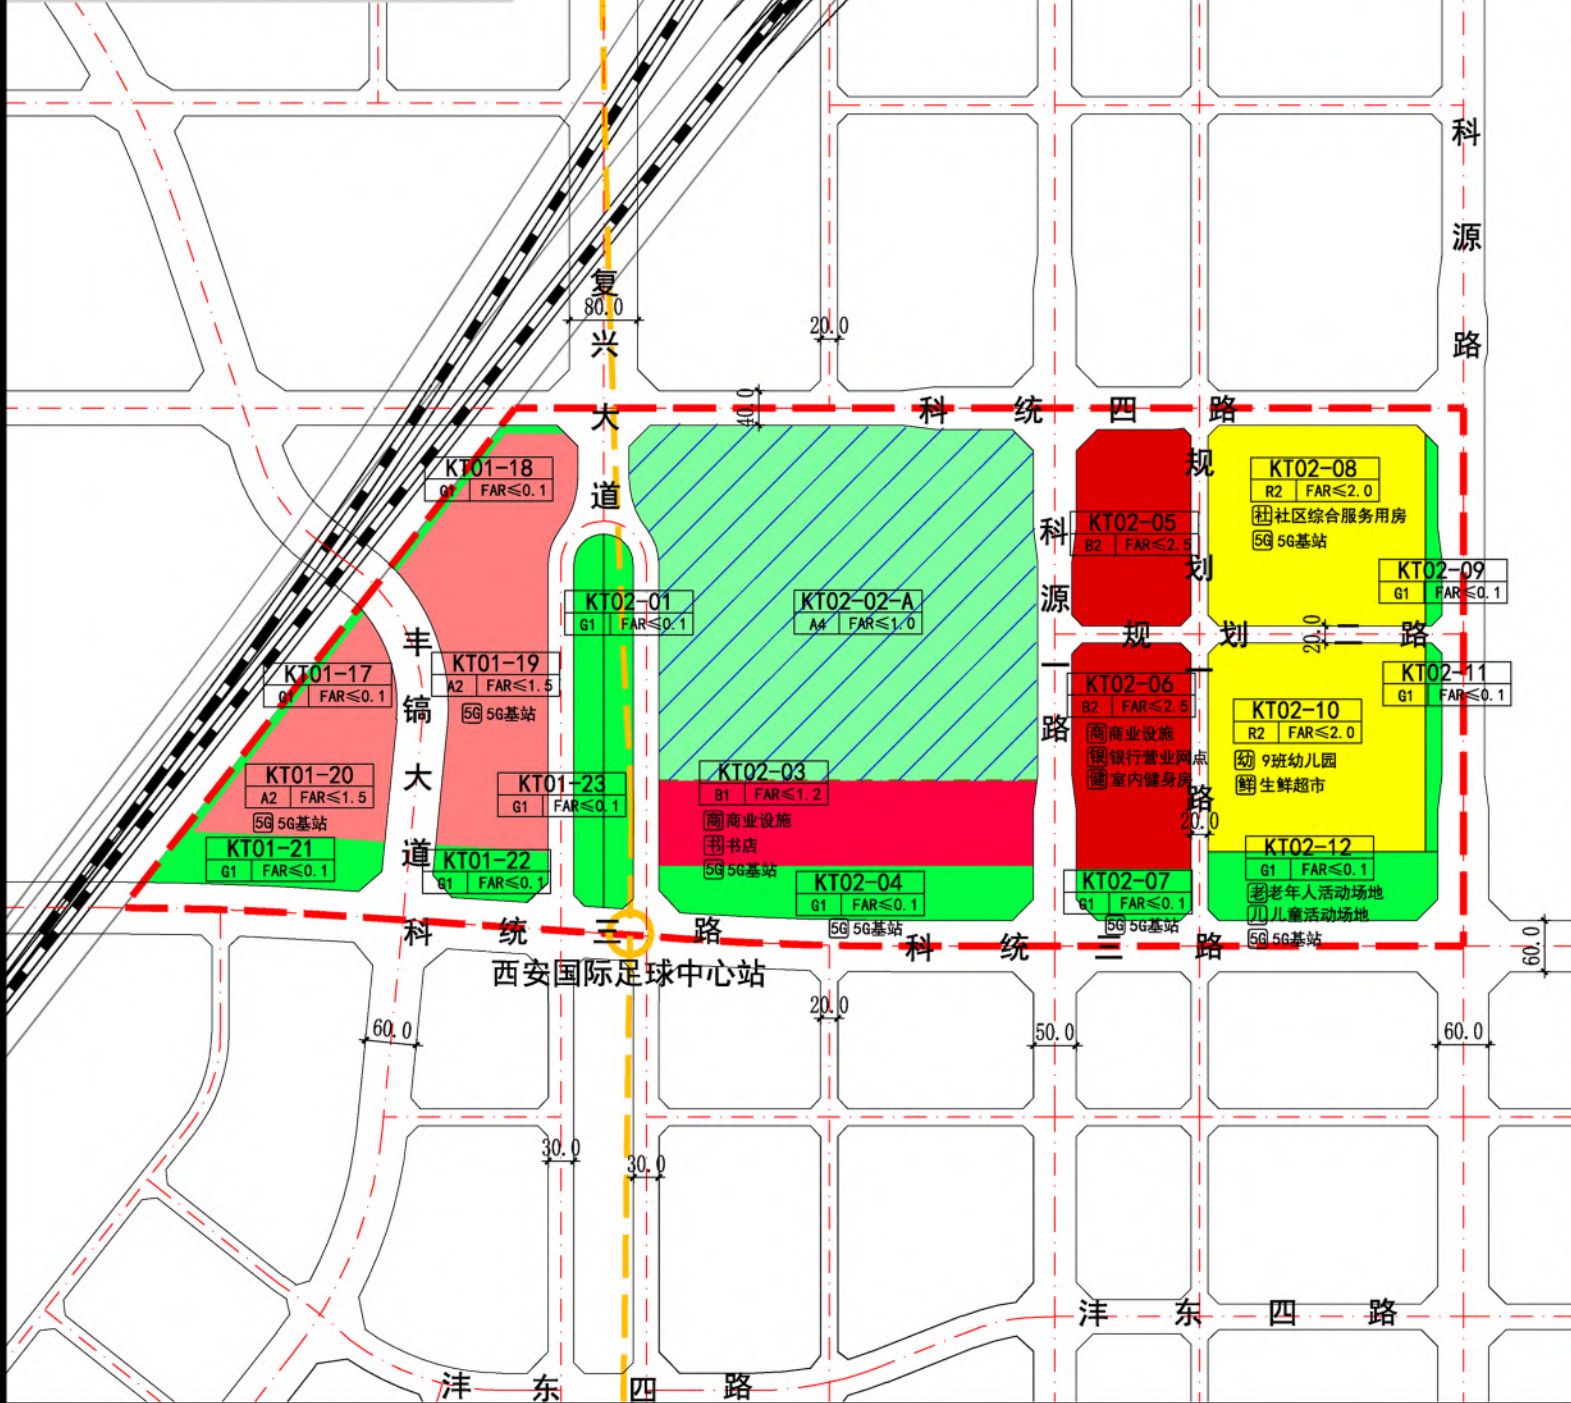 科源路
复兴大道
80.0
20.0
40.0
科统四路
KT01-18
G1 FAR≤0.1
规划一路
KT02-08
R2 FAR≤2.0
社 社区综合服务用房
5G 5G基站
KT02-05
B2 FAR≤2.5
科源一路
KT02-09
G1 FAR≤0.1
KT02-01
G1 FAR≤0.1
KT02-02-A
A4 FAR≤1.0
规划二路
20.0
丰镐大道
KT01-17
G1 FAR≤0.1
KT01-19
A2 FAR≤1.5
5G 5G基站
KT02-06
B2 FAR≤2.5
商 商业设施
银 银行营业网点
健 室内健身房
KT02-11
G1 FAR≤0.1
KT02-10
R2 FAR≤2.0
幼 9班幼儿园
鲜 生鲜超市
KT01-20
A2 FAR≤1.5
5G 5G基站
KT01-23
G1 FAR≤0.1
KT02-03
B1 FAR≤1.2
商 商业设施
书 书店
5G 5G基站
20.0
KT01-21
G1 FAR≤0.1
KT01-22
G1 FAR≤0.1
KT02-04
G1 FAR≤0.1
5G 5G基站
KT02-07
G1 FAR≤0.1
5G 5G基站
KT02-12
G1 FAR≤0.1
老 老年人活动场地
儿 儿童活动场地
5G 5G基站
科统三路
科统三路
60.0
西安国际足球中心站
20.0
60.0
50.0
60.0
30.0
30.0
沣东四路
沣东四路